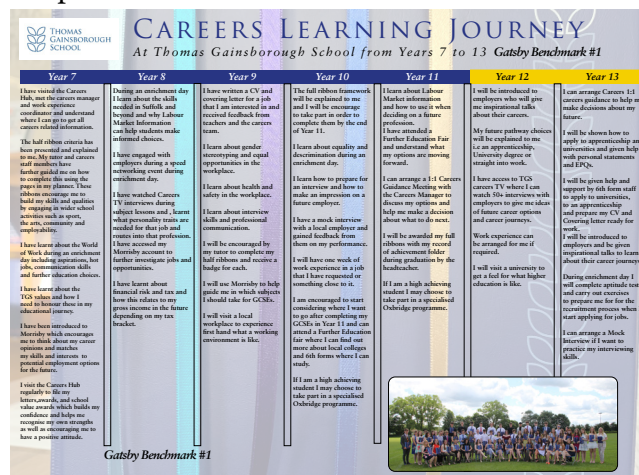 THOMAS
GAINSBOROUGH
SCHOOL
CAREERS LEARNING JOURNEY
At Thomas Gainsborough School from Years 7 to 13 Gatsby Benchmark #1
Year 7
I have visited the Careers
Hub, met the careers manager
and work experience
coordinator and understand
where I can go to get all
careers related information.
The half ribbon criteria has
been presented and explained
to me. My tutor and careers
staff members have
further guided me on how
to complete this using the
pages in my planner. These
ribbons encourage me to
build my skills and qualities
by engaging in wider school
activities such as sport,
the arts, community and
employability.
I have learnt about the World
of Work during an enrichment
day including aspirations, hot
jobs, communication skills
and further education choices.
I have learnt about the
TGS values and how I
need to honour these in my
educational journey.
I have been introduced to
Morrisby which encourages
me to think about my career
opinions and matches
my skills and interests to
potential employment options
for the future.
I visit the Careers Hub
regularly to file my
letters,awards, and school
value awards which builds my
confidence and helps me
recognise my own strengths
as well as encouraging me to
have a positive attitude.
Year 8
During an enrichment day
I learn about the skills
needed in Suffolk and
beyond and why Labour
Market Information
can help students make
informed choices.
I have engaged with
employers during a speed
networking event during
enrichment day.
I have watched Careers
TV interviews during
subject lessons and , learnt
what personality traits are
needed for that job and
routes into that profession.
I have accessed my
Morrisby account to
further investigate jobs and
opportunities.
I have learnt about
financial risk and tax and
how this relates to my
gross income in the future
depending on my tax
bracket.
Year 9
I have written a CV and
covering letter for a job
that I am interested in and
received feedback from
teachers and the careers
team.
I learn about gender
stereotyping and equal
opportunities in the
workplace.
I learn about health and
safety in the workplace.
I learn about interview
skills and professional
communication.
I will be encouraged
by my tutor to complete
my half ribbons and receive a
badge for each.
I will use Morrisby to help
guide me in which subjects
I should take for GCSEs.
I will visit a local
workplace to experience
first hand what a working
environment is like.
Year 10
The full ribbon framework
will be explained to me
and I will be encourage
to take part in order to
complete them by the end
of Year 11.
I learn about equality and
descrimination during an
enrichment day.
I learn how to prepare for
an interview and how to
make an impression on a
future employer.
I have a mock interview
with a local employer and
gained feedback from
them on my performance.
I will have one week of
work experience in a job
that I have requested or
something close to it.
I am encouraged to start
considering where I want
to go after completing my
GCSEs in Year 11 and can
attend a Further Education
fair where I can find out
more about local colleges
and 6th forms where I can
study.
If I am a high achieving
student I may choose to
take part in a specialised
Oxbridge programme.
Year 11
I learn about Labour
Market information
and how to use it when
deciding on a future
profession.
I have attended a
Further Education Fair
and understand what
my options are moving
forward.
I can arrange a 1:1 Careers
Guidance Meeting with
the Careers Manager to
discuss my options and
help me make a decision
about what to do next.
I will be awarded my full
ribbons with my record
of achievement folder
during graduation by the
headteacher.
If I am a high achieving
student I may choose to
take part in a specialised
Oxbridge programme.
Year 12
I will be introduced to
employers who will give
me inspirational talks
about their careers.
My future pathway choices
will be explained to me
i.e an apprenticeship,
University degree or
straight into work.
I have access to TGS
careers TV where I can
watch 50+ interviews with
employers to give me ideas
of future career options
and career journeys.
Work experience can
be arranged for me if
required.
I will visit a university to
get a feel for what higher
education is like.
Year 13
I can arrange Careers 1:1
careers guidance to help m
make decisions about my
future.
I will be shown how to
apply to apprenticeship an
universities and given help
with personal statements
and EPQs.
I will be given help and
support by 6th form staff
to apply to universities,
to an apprenticeship
and prepare my CV and
Covering letter ready for
work.
I will be introduced to
employers and be given
inspirational talks to learn
about their career journey
During enrichment day I
will complete aptitude test
and carry out exercises
to prepare me for for the
recruitment process when
start applying for jobs.
I can arrange a Mock
Interview if I want to
practice my interviewing
skills.
Gatsby Benchmark #1